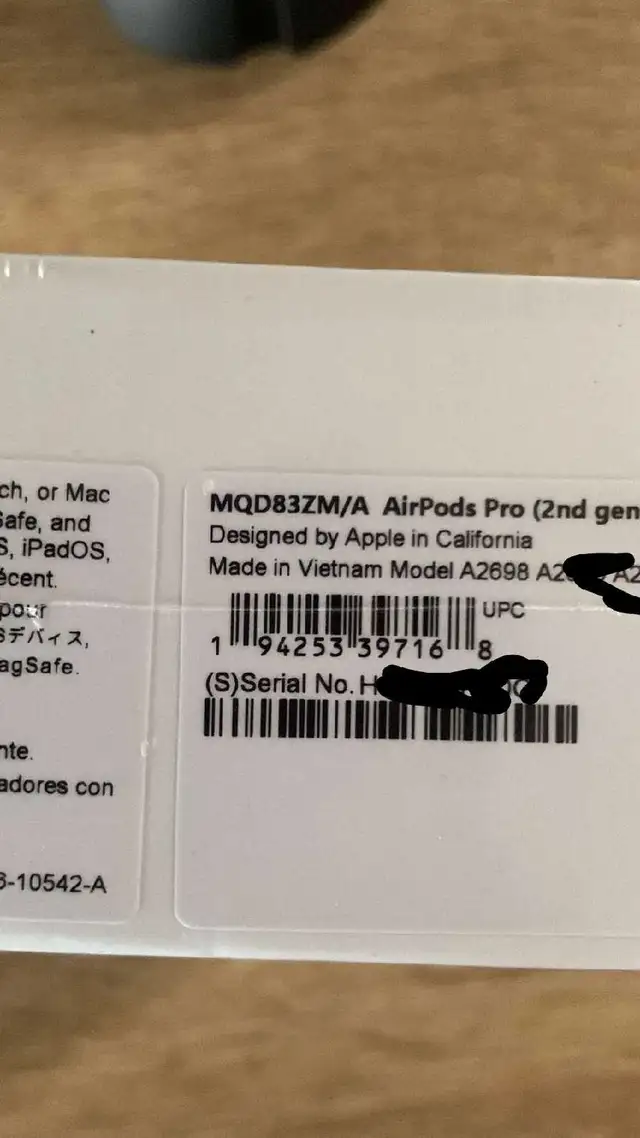 ch, or Mac
Safe, and
S, iPadOS,
écent.
pour
Sデバイス,
agSafe.
nte.
adores con
6-10542-A
MQD83ZM/A AirPods Pro (2nd gen
Designed by Apple in California
Made in Vietnam Model A2698
UPC
1 94253 39716 8
(S)Serial No.